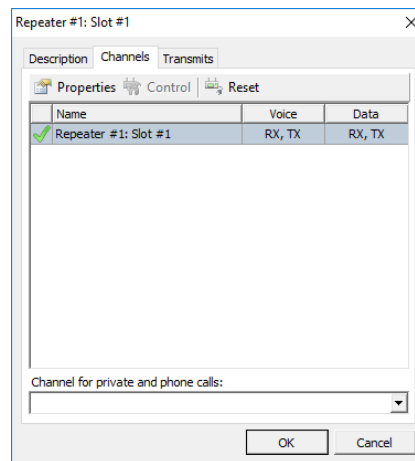 Repeater #1: Slot #1
Description Channels Transmits
Properties Control Reset
Name Voice Data
Repeater #1: Slot #1 RX, TX RX, TX
Channel for private and phone calls:
OK Cancel